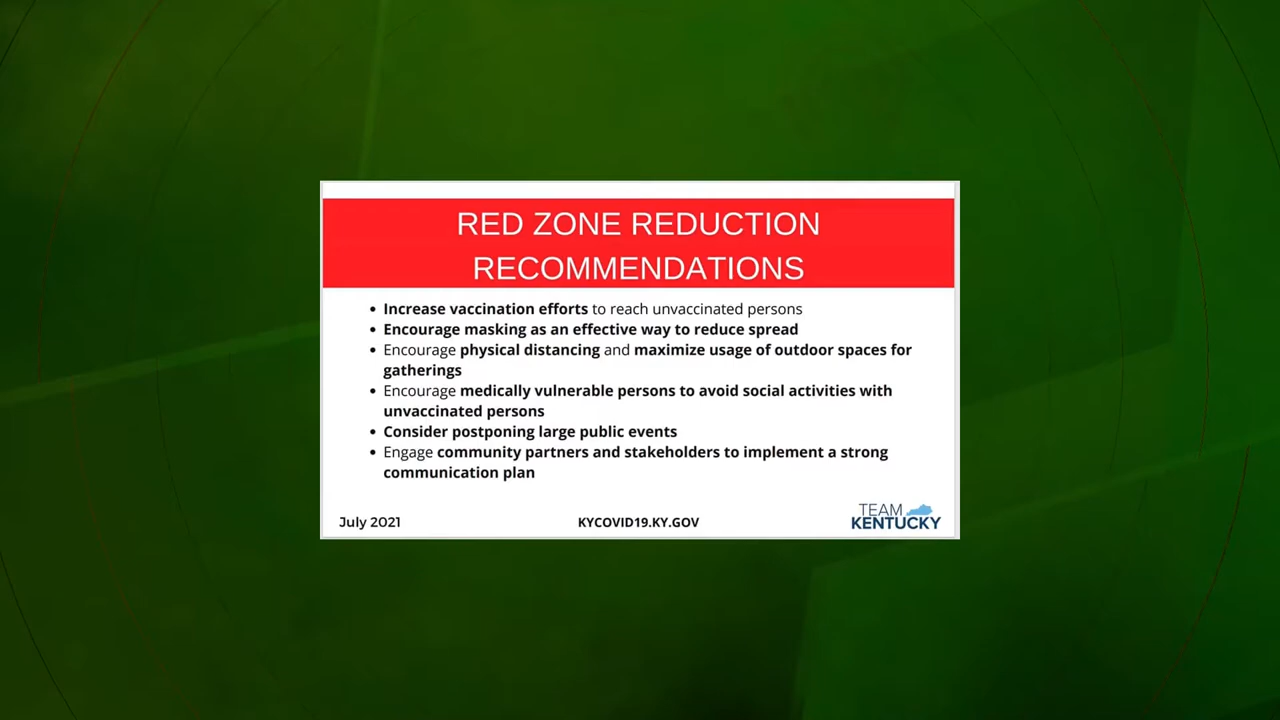 RED ZONE REDUCTION
RECOMMENDATIONS
• Increase vaccination efforts to reach unvaccinated persons
• Encourage masking as an effective way to reduce spread
• Encourage physical distancing and maximize usage of outdoor spaces for
gatherings
• Encourage medically vulnerable persons to avoid social activities with
unvaccinated persons
• Consider postponing large public events
• Engage community partners and stakeholders to implement a strong
communication plan
July 2021
KYCOVID19.KY.GOV
TEAM
KENTUCKY